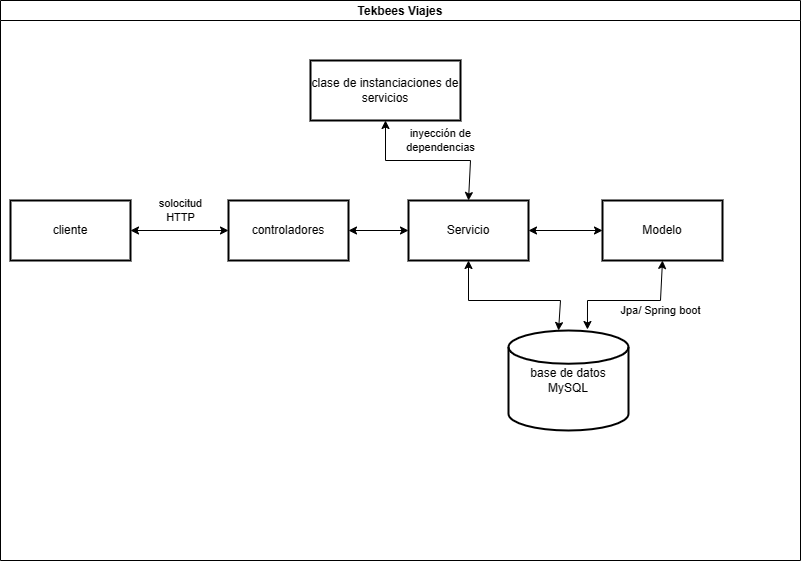 Tekbees Viajes
clase de instanciaciones de
servicios
inyección de
dependencias
solocitud
HTTP
cliente
controladores
Servicio
Modelo
Jpa/ Spring boot
base de datos
MySQL